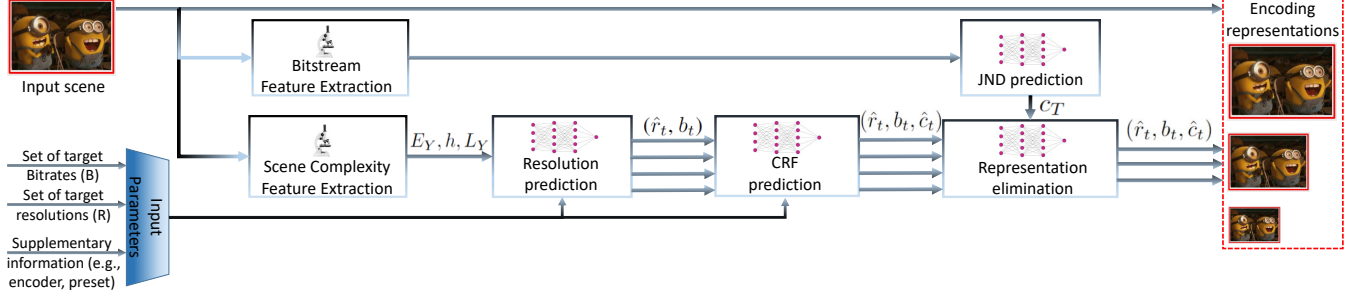 Input scene
Bitstream
Feature Extraction
JND prediction
Encoding
representations
c_T
Scene Complexity
Feature Extraction
E_Y, h, L_Y
Resolution
prediction
(r̂_t, b_t)
CRF
prediction
(r̂_t, b_t, ĉ_t)
Representation
elimination
(r̂_t, b_t, ĉ_t)
Set of target
Bitrates (B)
Set of target
resolutions (R)
Supplementary
information (e.g.,
encoder, preset)
Input
Parameters